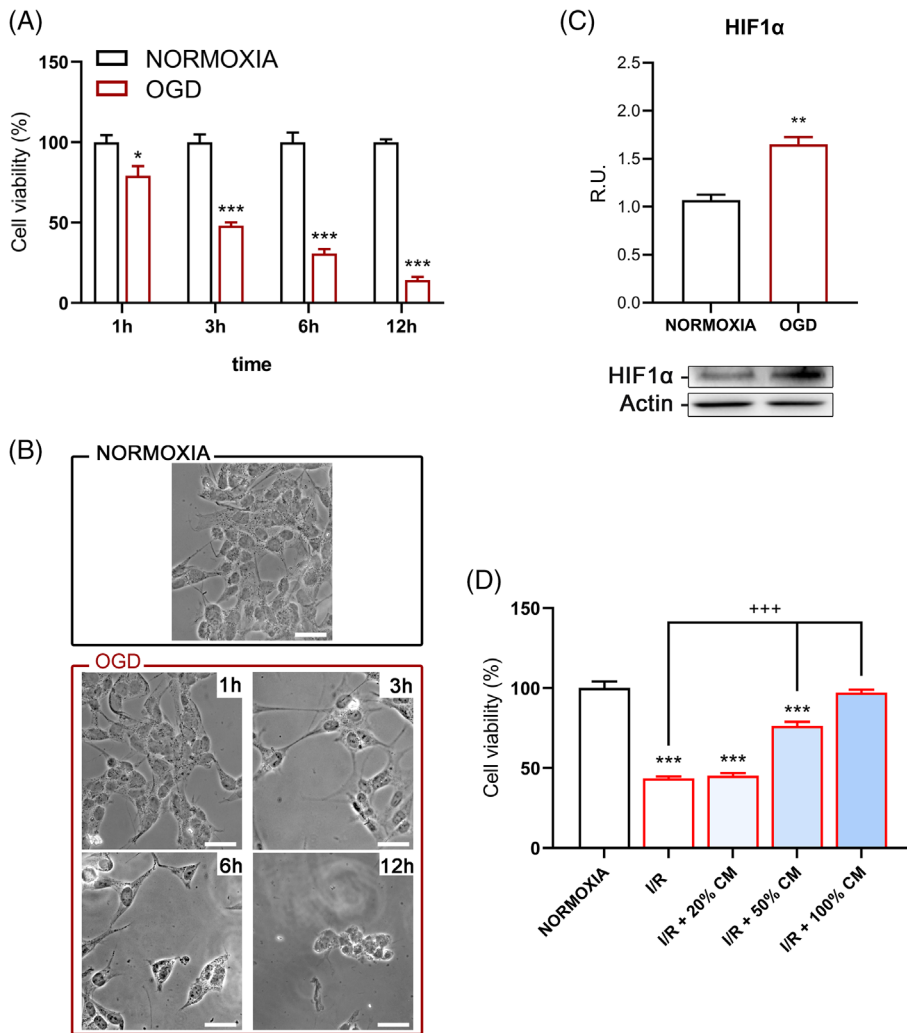 (A)
NORMOXIA
OGD
Cell viability (%)
150
100
50
0
*
***
***
***
1h 3h 6h 12h
time
(B)
NORMOXIA
OGD
1h 3h
6h 12h
(C)
HIF1α
R.U.
2.5
2.0
1.5
1.0
0.5
0.0
**
NORMOXIA OGD
HIF1α
Actin
(D)
Cell viability (%)
150
100
50
0
+++
***
***
***
NORMOXIA
I/R
I/R + 20% CM
I/R + 50% CM
I/R + 100% CM